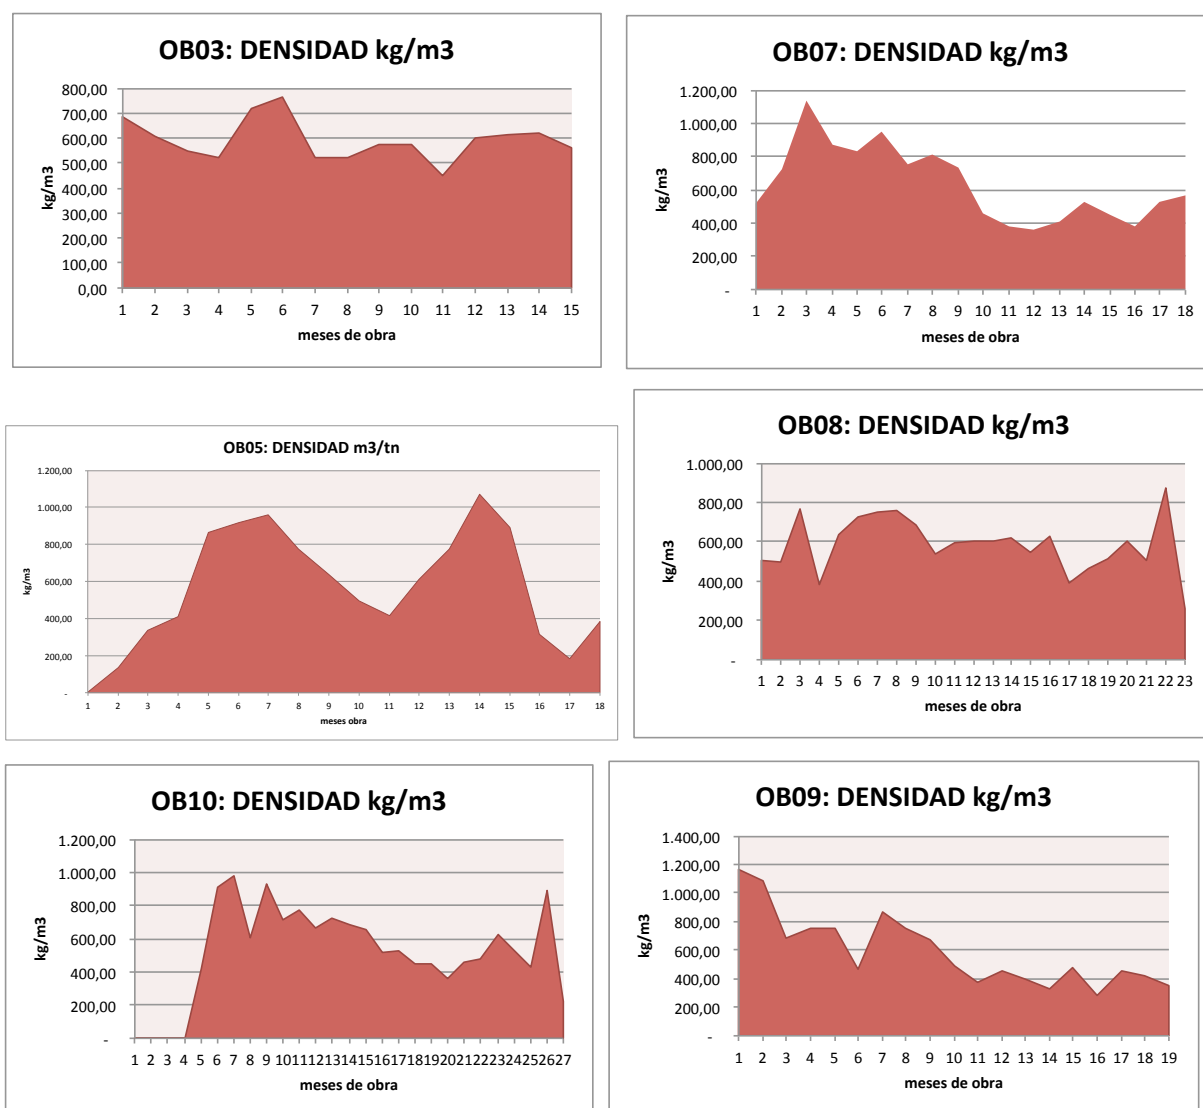 OB03: DENSIDAD kg/m3
800,00
700,00
600,00
500,00
400,00
300,00
200,00
100,00
0,00
kg/m3
1 2 3 4 5 6 7 8 9 10 11 12 13 14 15
meses de obra
OB07: DENSIDAD kg/m3
1.200,00
1.000,00
800,00
600,00
400,00
200,00
-
kg/m3
1 2 3 4 5 6 7 8 9 10 11 12 13 14 15 16 17 18
meses de obra
OB05: DENSIDAD m3/tn
1.200,00
1.000,00
800,00
600,00
400,00
200,00
-
kg/m3
1 2 3 4 5 6 7 8 9 10 11 12 13 14 15 16 17 18
meses obra
OB08: DENSIDAD kg/m3
1.000,00
800,00
600,00
400,00
200,00
-
kg/m3
1 2 3 4 5 6 7 8 9 10 11 12 13 14 15 16 17 18 19 20 21 22 23
meses de obra
OB10: DENSIDAD kg/m3
1.200,00
1.000,00
800,00
600,00
400,00
200,00
-
kg/m3
1 2 3 4 5 6 7 8 9 10 11 12 13 14 15 16 17 18 19 20 21 22 23 24 25 26 27
meses de obra
OB09: DENSIDAD kg/m3
1.400,00
1.200,00
1.000,00
800,00
600,00
400,00
200,00
-
kg/m3
1 2 3 4 5 6 7 8 9 10 11 12 13 14 15 16 17 18 19
meses de obra